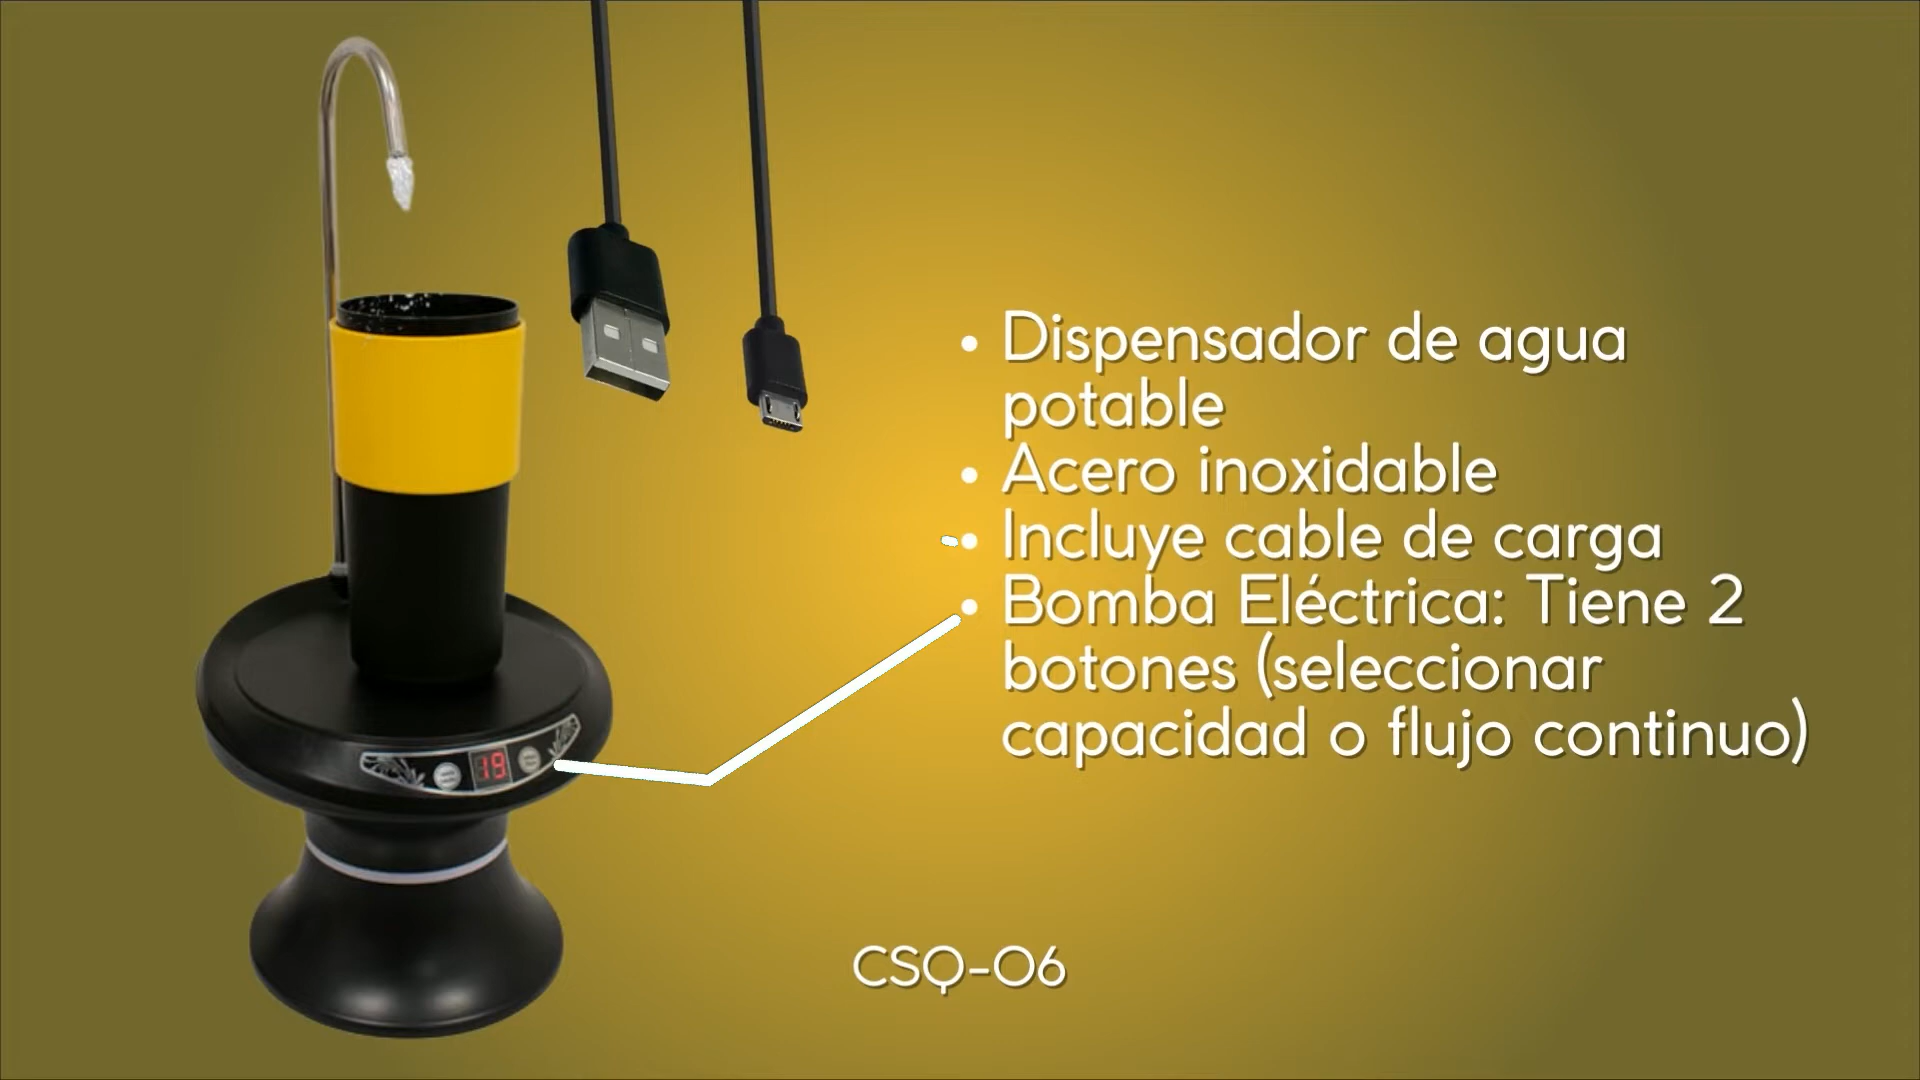 • Dispensador de agua
potable
• Acero inoxidable
• Incluye cable de carga
• Bomba Eléctrica: Tiene 2
botones (seleccionar
capacidad o flujo continuo)
19
CSQ-06